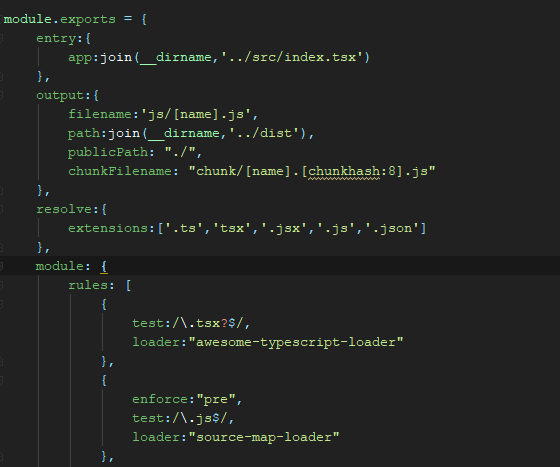 module.exports = {
entry:{
app:join(__dirname,'../src/index.tsx')
},
output:{
filename:'js/[name].js',
path:join(__dirname,'../dist'),
publicPath: "./",
chunkFilename: "chunk/[name].[chunkhash:8].js"
},
resolve:{
extensions:['.ts','tsx','.jsx','.js','.json']
},
module: {
rules: [
{
test:/\.tsx?$/,
loader:"awesome-typescript-loader"
},
{
enforce:"pre",
test:/\.js$/,
loader:"source-map-loader"
},